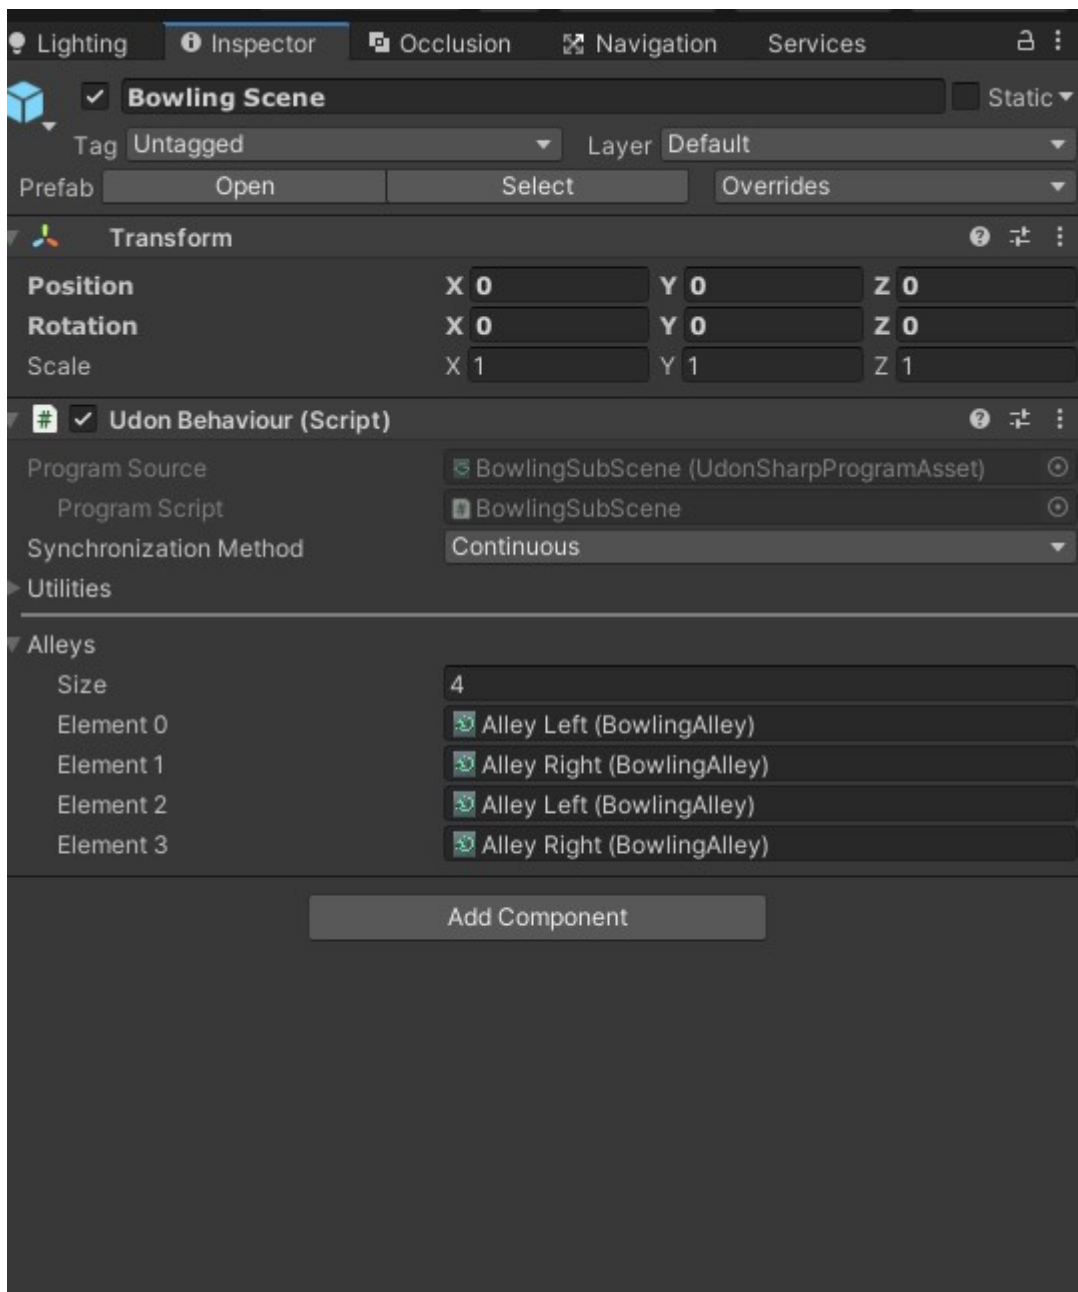 Lighting Inspector Occlusion Navigation Services
Bowling Scene Static
Tag Untagged Layer Default
Prefab Open Select Overrides
Transform
Position X 0 Y 0 Z 0
Rotation X 0 Y 0 Z 0
Scale X 1 Y 1 Z 1
# Udon Behaviour (Script)
Program Source BowlingSubScene (UdonSharpProgramAsset)
Program Script # BowlingSubScene
Synchronization Method Continuous
Utilities
Alleys
Size 4
Element 0 Alley Left (BowlingAlley)
Element 1 Alley Right (BowlingAlley)
Element 2 Alley Left (BowlingAlley)
Element 3 Alley Right (BowlingAlley)
Add Component